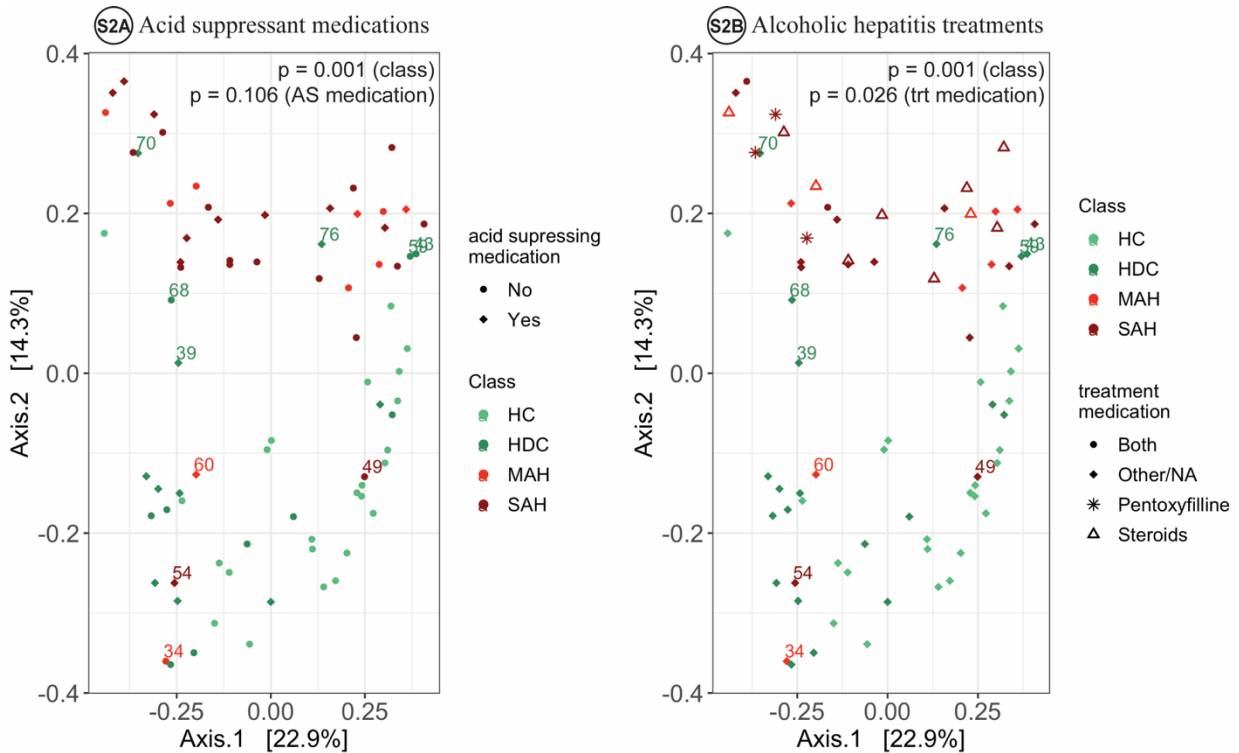 S2A Acid suppressant medications
p = 0.001 (class)
p = 0.106 (AS medication)
0.4
0.2
0.0
-0.2
-0.4
Axis.2 [14.3%]
-0.25
0.00
0.25
Axis.1 [22.9%]
70
76
43
68
39
60
49
54
34
acid supressing
medication
No
Yes
Class
HC
HDC
MAH
SAH
S2B Alcoholic hepatitis treatments
p = 0.001 (class)
p = 0.026 (trt medication)
0.4
0.2
0.0
-0.2
-0.4
Axis.2 [14.3%]
-0.25
0.00
0.25
Axis.1 [22.9%]
70
76
43
68
39
60
49
54
34
Class
HC
HDC
MAH
SAH
treatment
medication
Both
Other/NA
Pentoxyfilline
Steroids